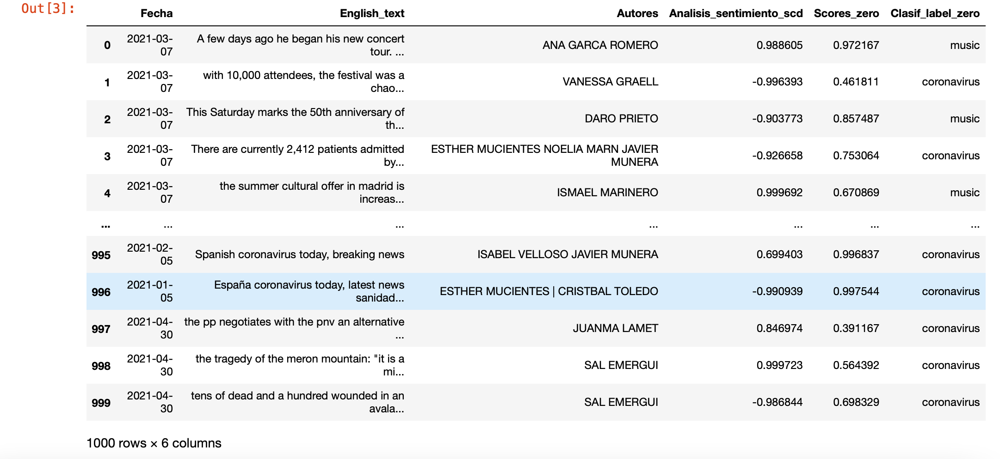 Out[3]:
Fecha English_text Autores Analisis_sentimiento_scd Scores_zero Clasif_label_zero
0 2021-03-07 A few days ago he began his new concert tour. ... ANA GARCA ROMERO 0.988605 0.972167 music
1 2021-03-07 with 10,000 attendees, the festival was a chao... VANESSA GRAELL -0.996393 0.461811 coronavirus
2 2021-03-07 This Saturday marks the 50th anniversary of th... DARO PRIETO -0.903773 0.857487 music
3 2021-03-07 There are currently 2,412 patients admitted by... ESTHER MUCIENTES NOELIA MARN JAVIER MUNERA -0.926658 0.753064 coronavirus
4 2021-03-07 the summer cultural offer in madrid is increas... ISMAEL MARINERO 0.999692 0.670869 music
... ... ... ... ... ... ...
995 2021-02-05 Spanish coronavirus today, breaking news ISABEL VELLOSO JAVIER MUNERA 0.699403 0.996837 coronavirus
996 2021-01-05 España coronavirus today, latest news sanidad... ESTHER MUCIENTES | CRISTBAL TOLEDO -0.990939 0.997544 coronavirus
997 2021-04-30 the pp negotiates with the pnv an alternative ... JUANMA LAMET 0.846974 0.391167 coronavirus
998 2021-04-30 the tragedy of the meron mountain: "it is a mi... SAL EMERGUI 0.999723 0.564392 coronavirus
999 2021-04-30 tens of dead and a hundred wounded in an avala... SAL EMERGUI -0.986844 0.698329 coronavirus
1000 rows × 6 columns